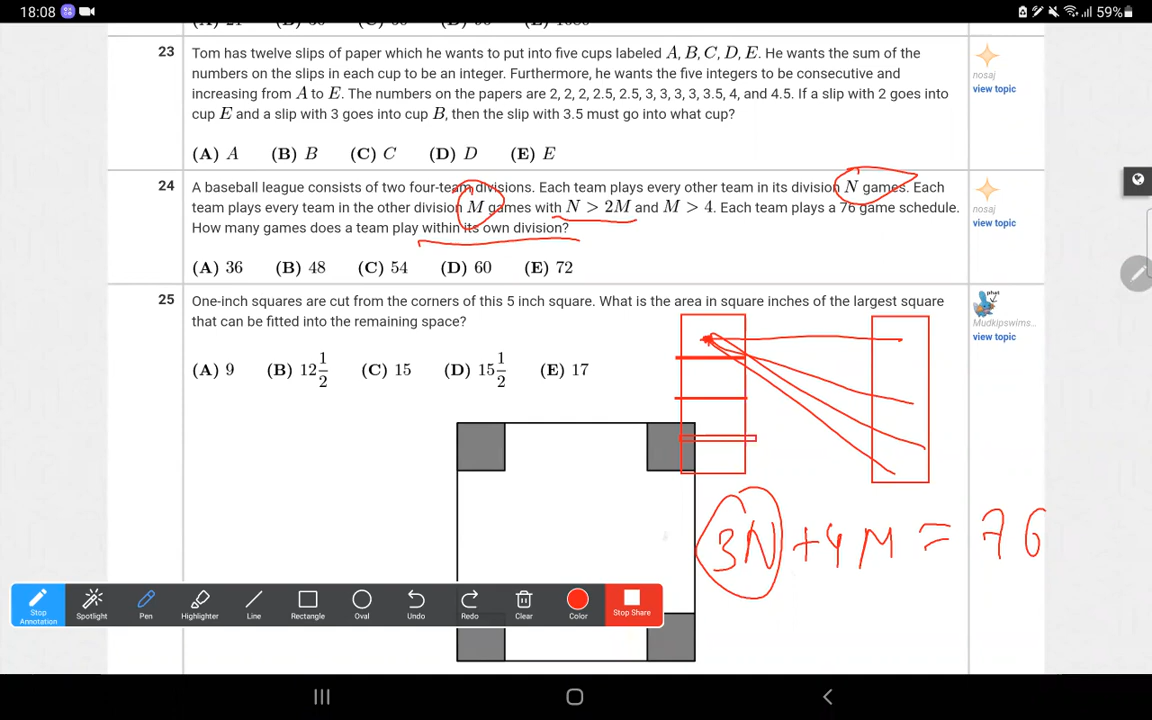 18:08 59%
23 Tom has twelve slips of paper which he wants to put into five cups labeled A, B, C, D, E. He wants the sum of the
numbers on the slips in each cup to be an integer. Furthermore, he wants the five integers to be consecutive and
increasing from A to E. The numbers on the papers are 2, 2, 2, 2.5, 2.5, 3, 3, 3, 3, 3.5, 4, and 4.5. If a slip with 2 goes into
cup E and a slip with 3 goes into cup B, then the slip with 3.5 must go into what cup?
(A) A (B) B (C) C (D) D (E) E
nosaj
view topic
24 A baseball league consists of two four-team divisions. Each team plays every other team in its division N games. Each
team plays every team in the other division M games with N > 2M and M > 4. Each team plays a 76 game schedule.
How many games does a team play within its own division?
(A) 36 (B) 48 (C) 54 (D) 60 (E) 72
nosaj
view topic
25 One-inch squares are cut from the corners of this 5 inch square. What is the area in square inches of the largest square
that can be fitted into the remaining space?
(A) 9 (B) 12 1/2 (C) 15 (D) 15 1/2 (E) 17
phat
Mudkipswims..
view topic
3N + 4M = 76
Stop Annotation Spotlight Pen Highlighter Line Rectangle Oval Undo Redo Clear Color Stop Share